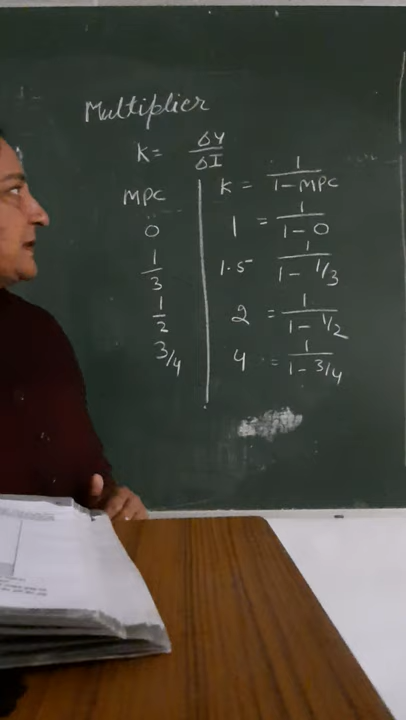 Multiplier
K = ΔY/ΔI
MPC K = 1/1-MPC
0 1 = 1/1-0
1/3 1.5 1/1-1/3
1/2 2 = 1/1-1/2
3/4 4 = 1/1-3/4